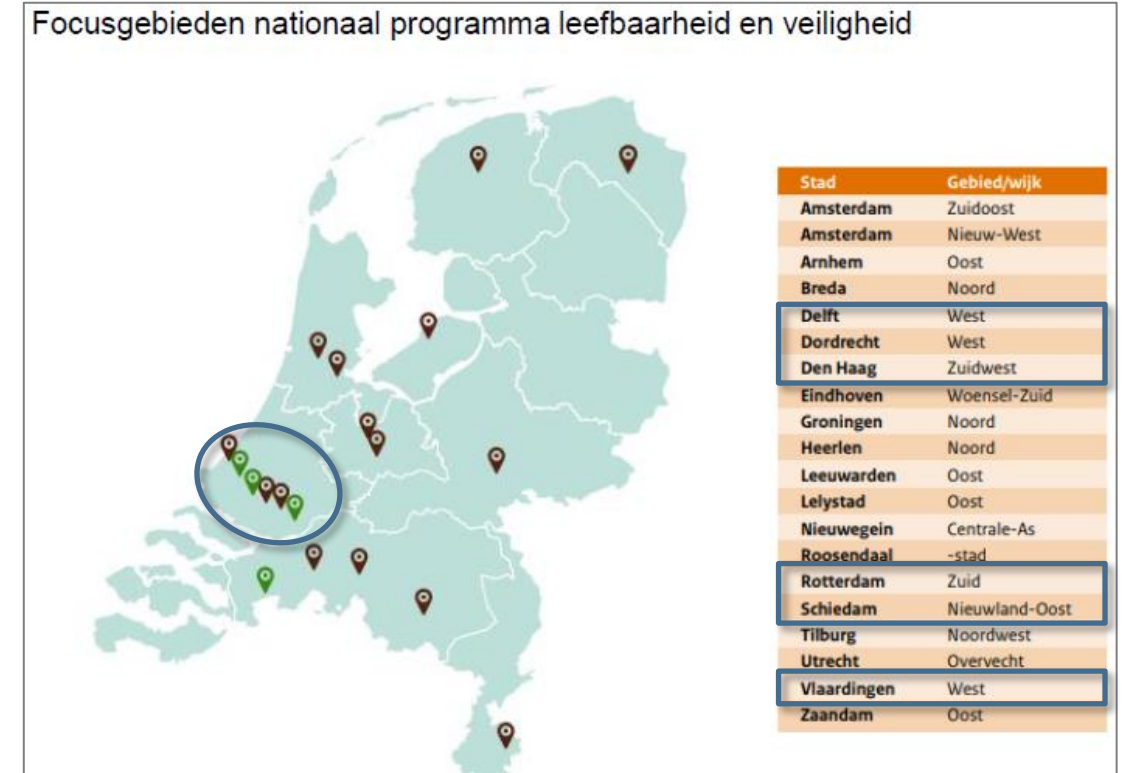 Focusgebieden nationaal programma leefbaarheid en veiligheid
Stad Gebied/wijk
Amsterdam Zuidoost
Amsterdam Nieuw-West
Arnhem Oost
Breda Noord
Delft West
Dordrecht West
Den Haag Zuidwest
Eindhoven Woensel-Zuid
Groningen Noord
Heerlen Noord
Leeuwarden Oost
Lelystad Oost
Nieuwegein Centrale-As
Roosendaal -stad
Rotterdam Zuid
Schiedam Nieuwland-Oost
Tilburg Noordwest
Utrecht Overvecht
Vlaardingen West
Zaandam Oost